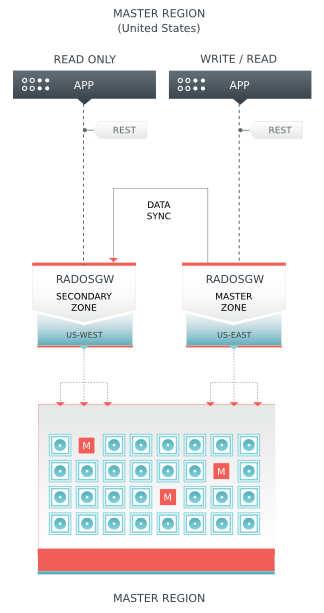 MASTER REGION
(United States)
READ ONLY
WRITE / READ
APP
APP
REST
REST
DATA
SYNC
RADOSGW
SECONDARY
ZONE
US-WEST
RADOSGW
MASTER
ZONE
US-EAST
M
M
M
MASTER REGION